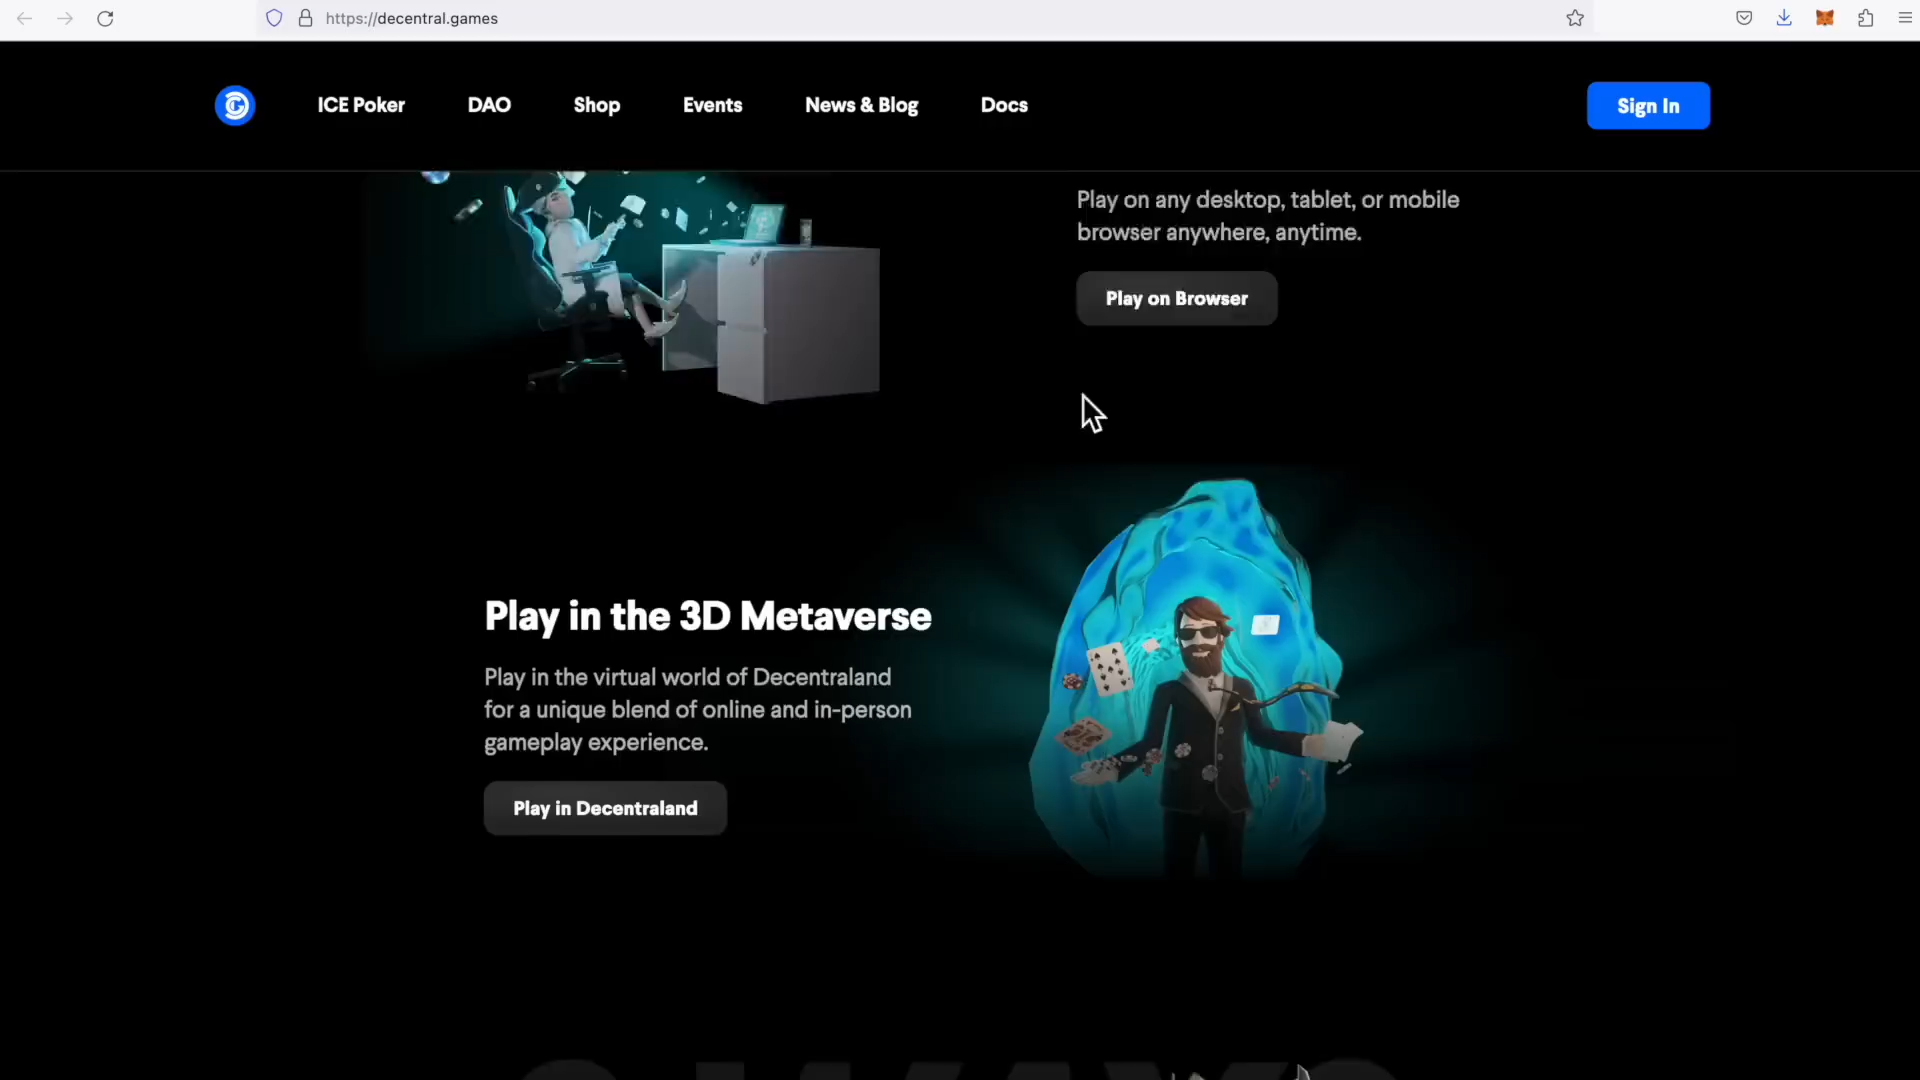 https://decentral.games
ICE Poker
DAO
Shop
Events
News & Blog
Docs
Sign In
Play on any desktop, tablet, or mobile
browser anywhere, anytime.
Play on Browser
Play in the 3D Metaverse
Play in the virtual world of Decentraland
for a unique blend of online and in-person
gameplay experience.
Play in Decentraland